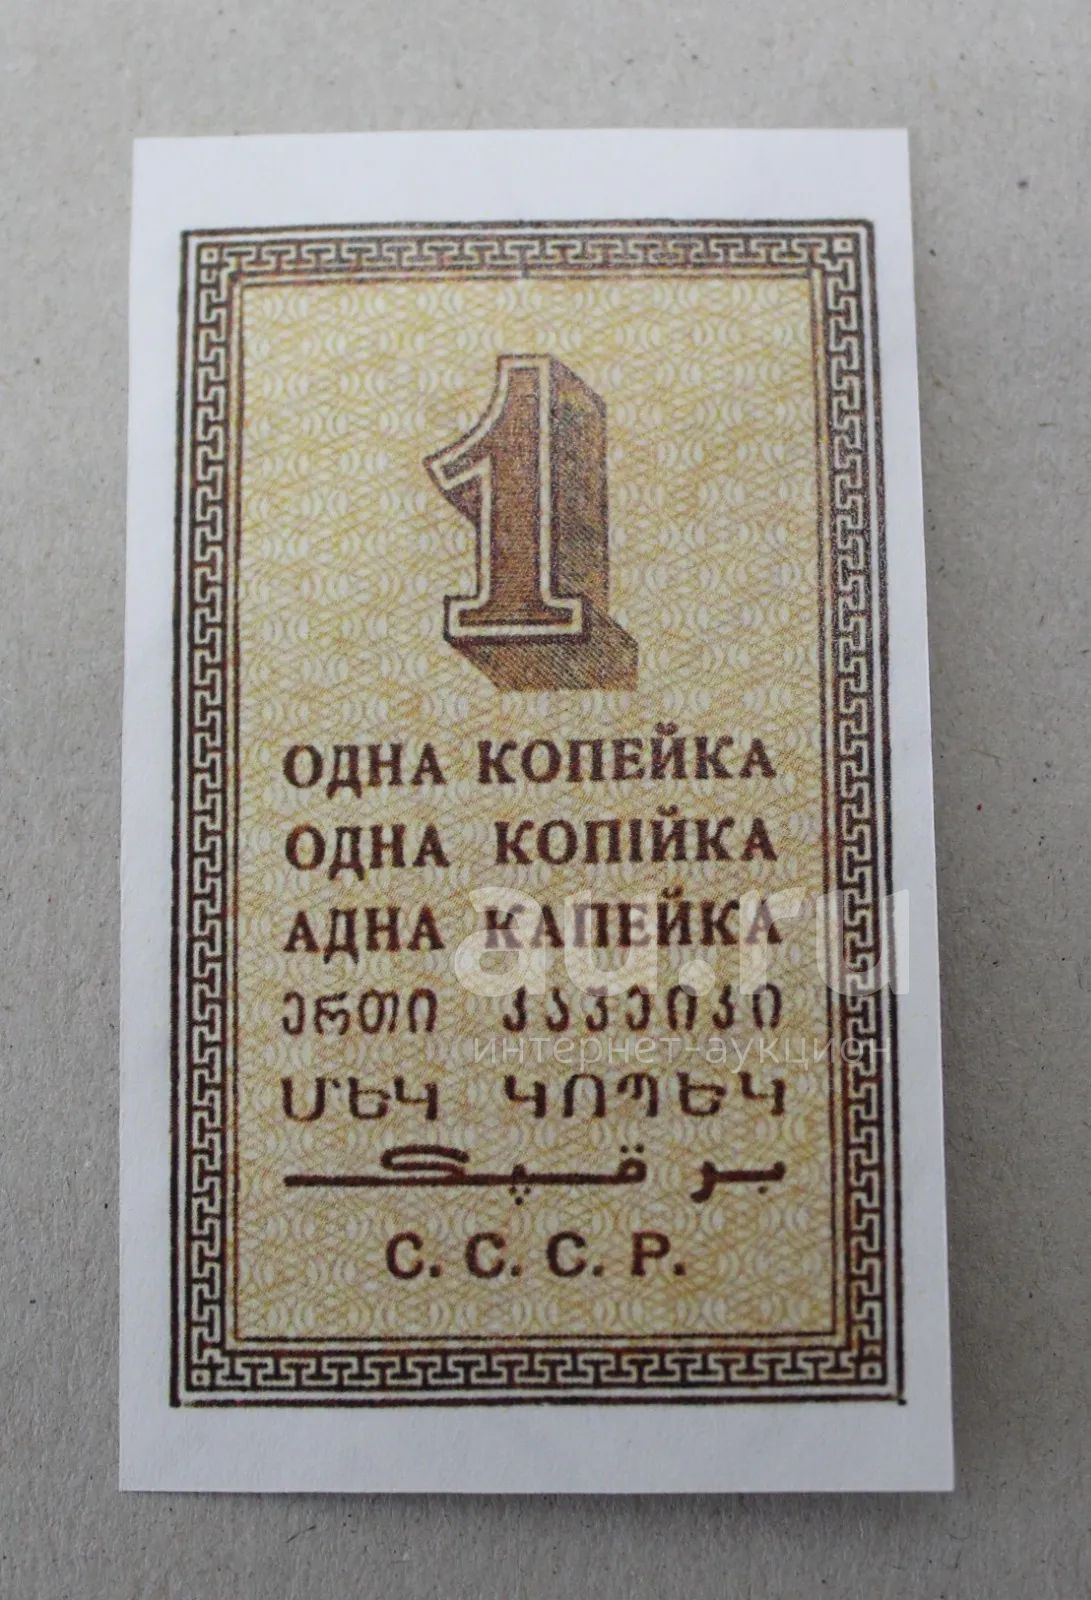 1
ОДНА КОПЕЙКА
ОДНА КОПІЙКА
АДНА КАПЕЙКА
ერთი კაპეიკი
ՄԵԿ ԿՈՊԵԿ
بر قپك
С. С. С. Р.
au.ru
интернет-аукцион